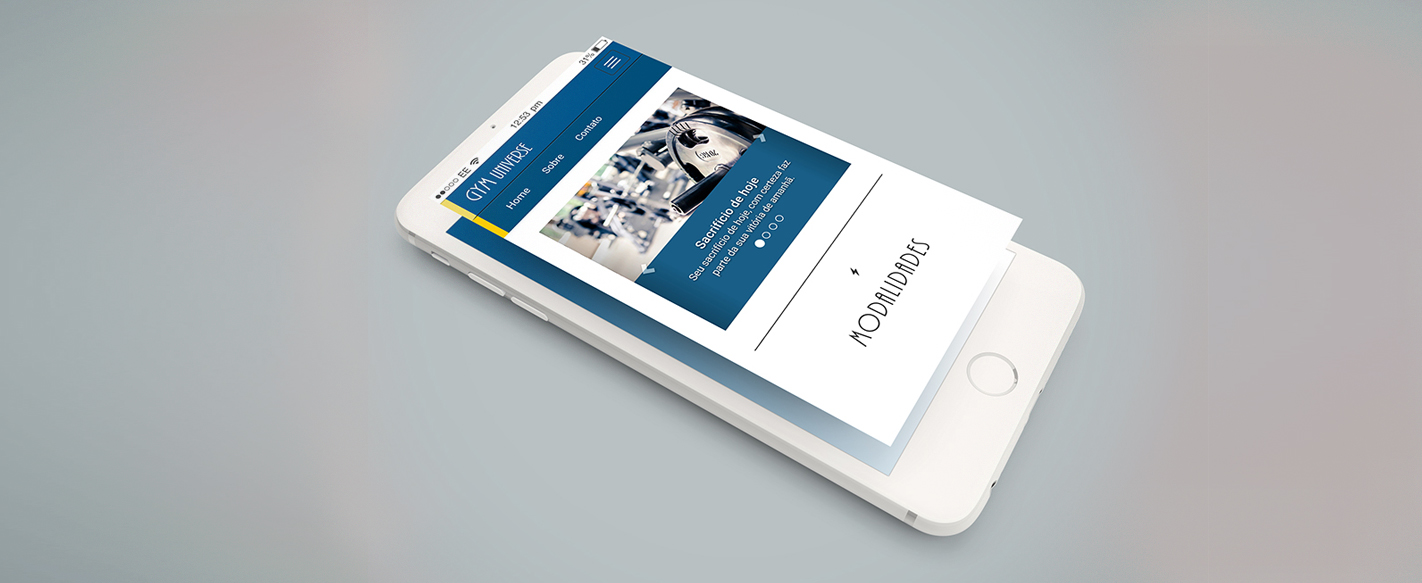 ●●○○○ EE 12:53 pm 31%
GYM UNIVERSE
Home Sobre Contato
Sacrifício de hoje
Seu sacrifício de hoje, com certeza faz
parte da sua vitória de amanhã.
MODALIDADES